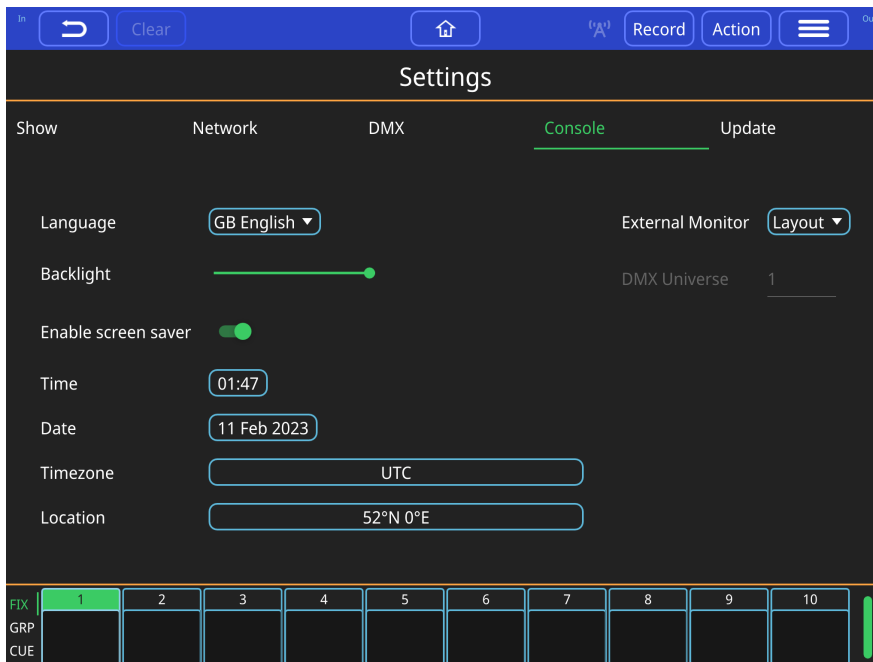 In Clear Record Action
Settings
Show Network DMX Console Update
Language GB English External Monitor Layout
Backlight DMX Universe 1
Enable screen saver
Time 01:47
Date 11 Feb 2023
Timezone UTC
Location 52°N 0°E
FIX 1 2 3 4 5 6 7 8 9 10
GRP
CUE